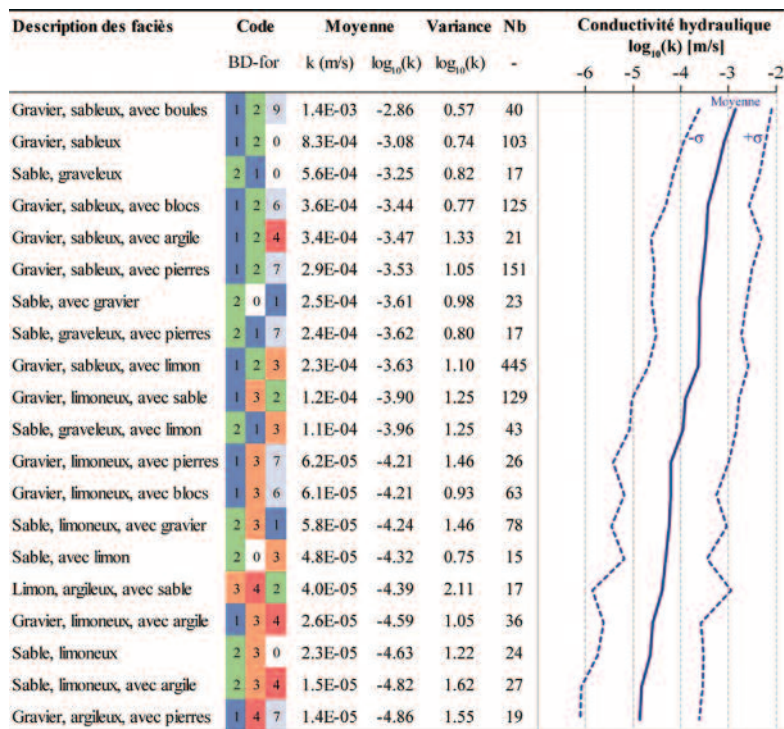 Description des faciès Code Moyenne Variance Nb Conductivité hydraulique
log₁₀(k) [m/s]
BD-for k (m/s) log₁₀(k) log₁₀(k) -
-6 -5 -4 -3 -2
Gravier, sableux, avec boules 1 2 9 1.4E-03 -2.86 0.57 40
Gravier, sableux 1 2 0 8.3E-04 -3.08 0.74 103
Sable, graveleux 2 1 0 5.6E-04 -3.25 0.82 17
Gravier, sableux, avec blocs 1 2 6 3.6E-04 -3.44 0.77 125
Gravier, sableux, avec argile 1 2 4 3.4E-04 -3.47 1.33 21
Gravier, sableux, avec pierres 1 2 7 2.9E-04 -3.53 1.05 151
Sable, avec gravier 2 0 1 2.5E-04 -3.61 0.98 23
Sable, graveleux, avec pierres 2 1 7 2.4E-04 -3.62 0.80 17
Gravier, sableux, avec limon 1 2 3 2.3E-04 -3.63 1.10 445
Gravier, limoneux, avec sable 1 3 2 1.2E-04 -3.90 1.25 129
Sable, graveleux, avec limon 2 1 3 1.1E-04 -3.96 1.25 43
Gravier, limoneux, avec pierres 1 3 7 6.2E-05 -4.21 1.46 26
Gravier, limoneux, avec blocs 1 3 6 6.1E-05 -4.21 0.93 63
Sable, limoneux, avec gravier 2 3 1 5.8E-05 -4.24 1.46 78
Sable, avec limon 2 0 3 4.8E-05 -4.32 0.75 15
Limon, argileux, avec sable 3 4 2 4.0E-05 -4.39 2.11 17
Gravier, limoneux, avec argile 1 3 4 2.6E-05 -4.59 1.05 36
Sable, limoneux 2 3 0 2.3E-05 -4.63 1.22 24
Sable, limoneux, avec argile 2 3 4 1.5E-05 -4.82 1.62 27
Gravier, argileux, avec pierres 1 4 7 1.4E-05 -4.86 1.55 19
Moyenne
-σ +σ